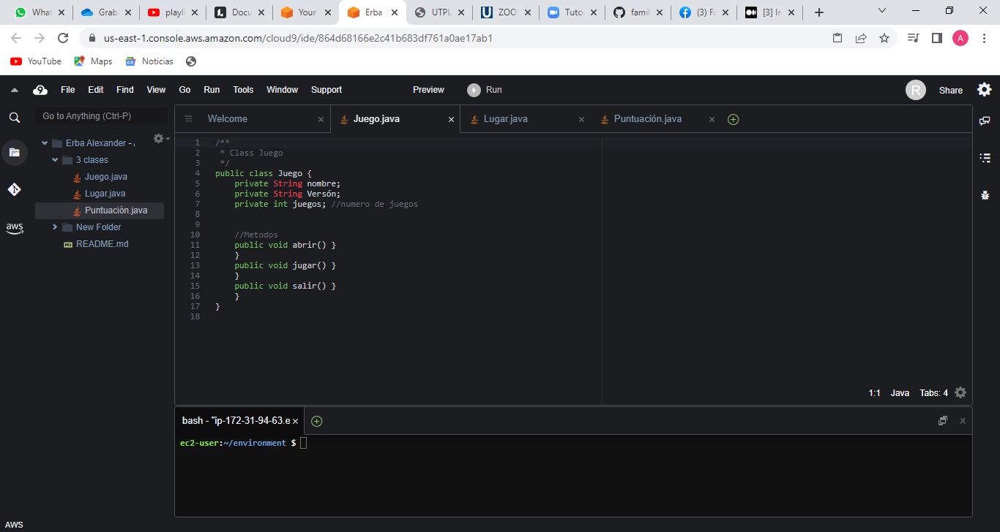 What
Grab
playli
Docu
Your
Erba
UTPL
ZOO
Tuto
famil
(3) Fa
[3] In
us-east-1.console.aws.amazon.com/cloud9/ide/864d68166e2c41b683df761a0ae17ab1
A
YouTube
Maps
Noticias
9
File
Edit
Find
View
Go
Run
Tools
Window
Support
Preview
Run
R
Share
Go to Anything (Ctrl-P)
Welcome
Juego.java
Lugar.java
Puntuación.java
Erba Alexander -
3 clases
Juego.java
Lugar.java
Puntuación.java
New Folder
README.md
aws
1 /**
2 * Class Juego
3 */
4 public class Juego {
5 private String nombre;
6 private String Versón;
7 private int juegos; //numero de juegos
8
9
10 //Metodos
11 public void abrir() }
12 }
13 public void jugar() }
14 }
15 public void salir() }
16 }
17 }
18
1:1 Java Tabs: 4
bash - "ip-172-31-94-63.e
ec2-user:~/environment $
AWS